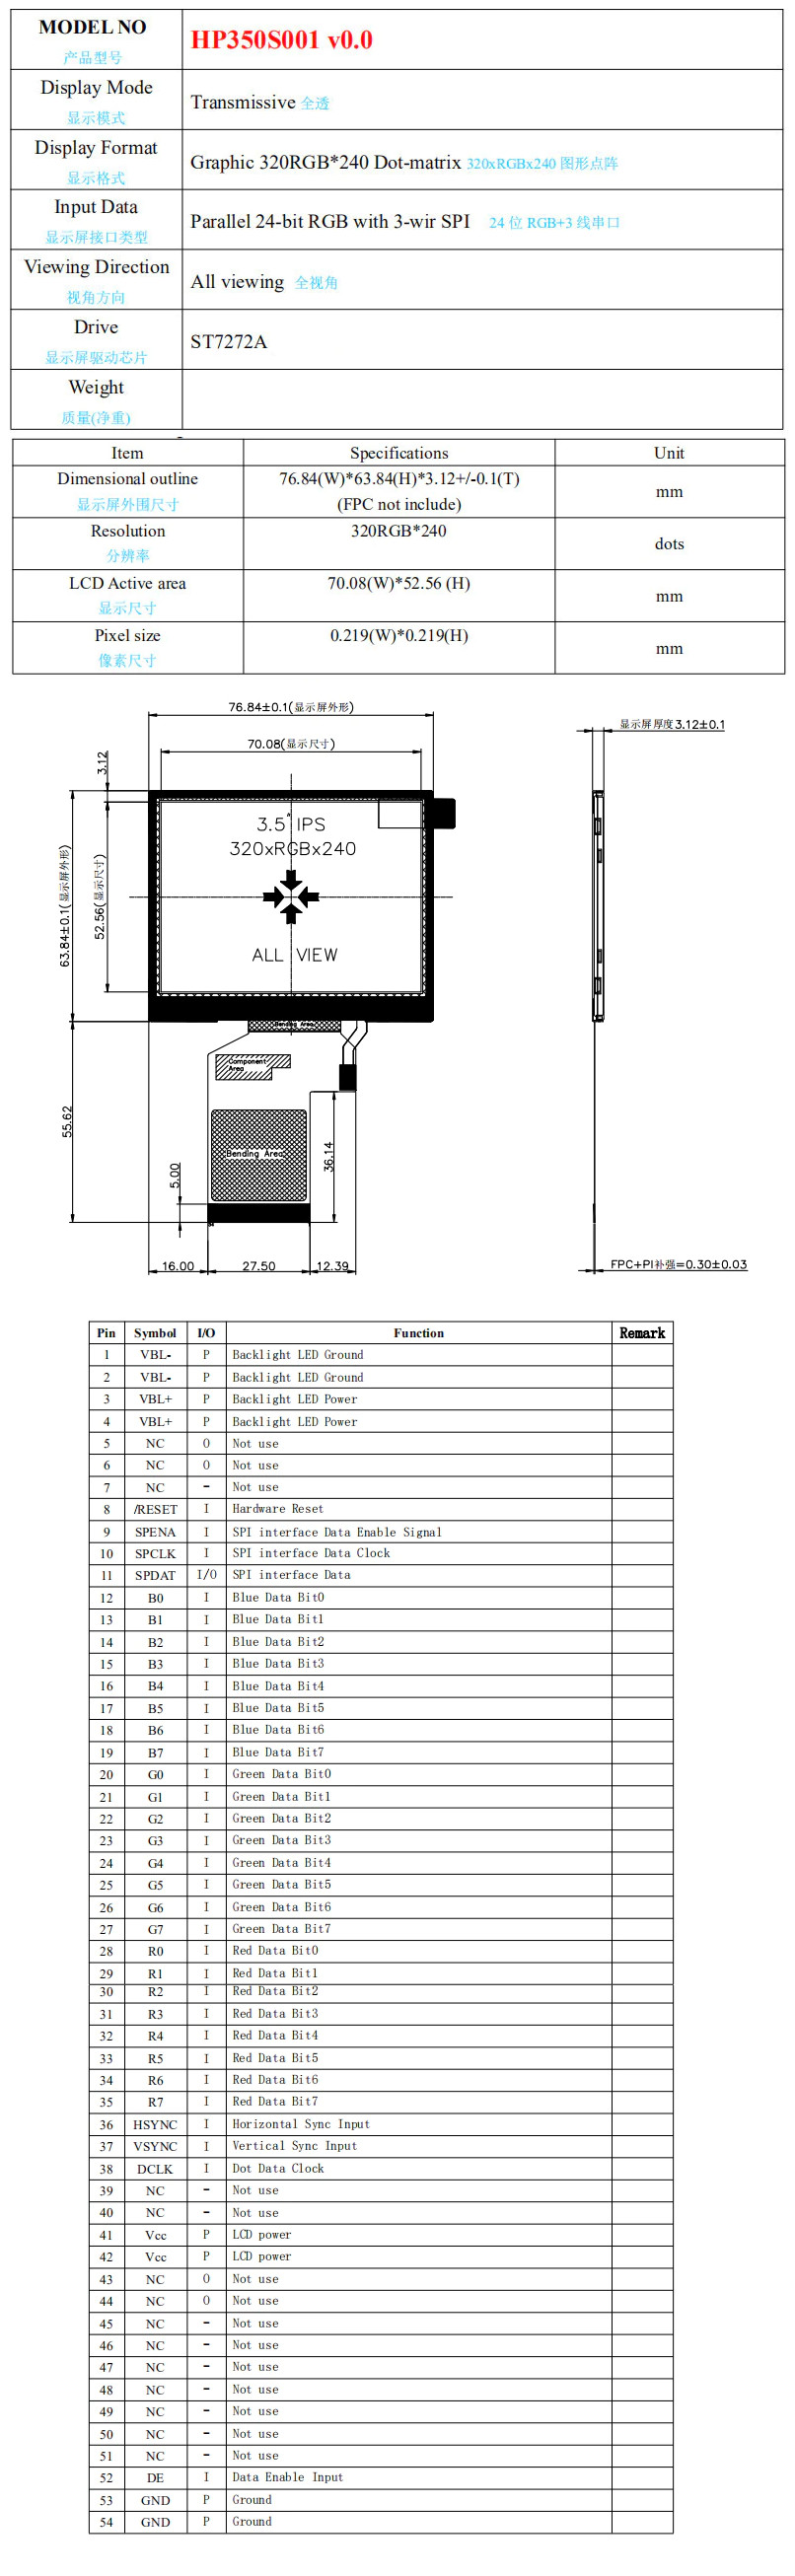 MODEL NO
产品型号
HP350S001 v0.0
Display Mode
显示模式
Transmissive 全透
Display Format
显示格式
Graphic 320RGB*240 Dot-matrix 320xRGBx240 图形点阵
Input Data
显示屏接口类型
Parallel 24-bit RGB with 3-wir SPI 24 位 RGB+3 线串口
Viewing Direction
视角方向
All viewing 全视角
Drive
显示屏驱动芯片
ST7272A
Weight
质量(净重)
Item Specifications Unit
Dimensional outline
显示屏外围尺寸
76.84(W)*63.84(H)*3.12+/-0.1(T)
(FPC not include)
mm
Resolution
分辨率
320RGB*240
dots
LCD Active area
显示尺寸
70.08(W)*52.56 (H)
mm
Pixel size
像素尺寸
0.219(W)*0.219(H)
mm
76.84±0.1(显示屏外形)
70.08(显示尺寸)
显示屏厚度3.12±0.1
3.12
63.84±0.1(显示屏外形)
52.56(显示尺寸)
3.5" IPS
320xRGBx240
ALL VIEW
Bending Area
Component
Area
55.62
Bending Area
36.14
5.00
16.00
27.50
12.39
FPC+PI补强=0.30±0.03
Pin Symbol I/O Function Remark
1 VBL- P Backlight LED Ground
2 VBL- P Backlight LED Ground
3 VBL+ P Backlight LED Power
4 VBL+ P Backlight LED Power
5 NC O Not use
6 NC O Not use
7 NC - Not use
8 /RESET I Hardware Reset
9 SPENA I SPI interface Data Enable Signal
10 SPCLK I SPI interface Data Clock
11 SPDAT I/O SPI interface Data
12 B0 I Blue Data Bit0
13 B1 I Blue Data Bit1
14 B2 I Blue Data Bit2
15 B3 I Blue Data Bit3
16 B4 I Blue Data Bit4
17 B5 I Blue Data Bit5
18 B6 I Blue Data Bit6
19 B7 I Blue Data Bit7
20 G0 I Green Data Bit0
21 G1 I Green Data Bit1
22 G2 I Green Data Bit2
23 G3 I Green Data Bit3
24 G4 I Green Data Bit4
25 G5 I Green Data Bit5
26 G6 I Green Data Bit6
27 G7 I Green Data Bit7
28 R0 I Red Data Bit0
29 R1 I Red Data Bit1
30 R2 I Red Data Bit2
31 R3 I Red Data Bit3
32 R4 I Red Data Bit4
33 R5 I Red Data Bit5
34 R6 I Red Data Bit6
35 R7 I Red Data Bit7
36 HSYNC I Horizontal Sync Input
37 VSYNC I Vertical Sync Input
38 DCLK I Dot Data Clock
39 NC - Not use
40 NC - Not use
41 Vcc P LCD power
42 Vcc P LCD power
43 NC O Not use
44 NC O Not use
45 NC - Not use
46 NC - Not use
47 NC - Not use
48 NC - Not use
49 NC - Not use
50 NC - Not use
51 NC - Not use
52 DE I Data Enable Input
53 GND P Ground
54 GND P Ground